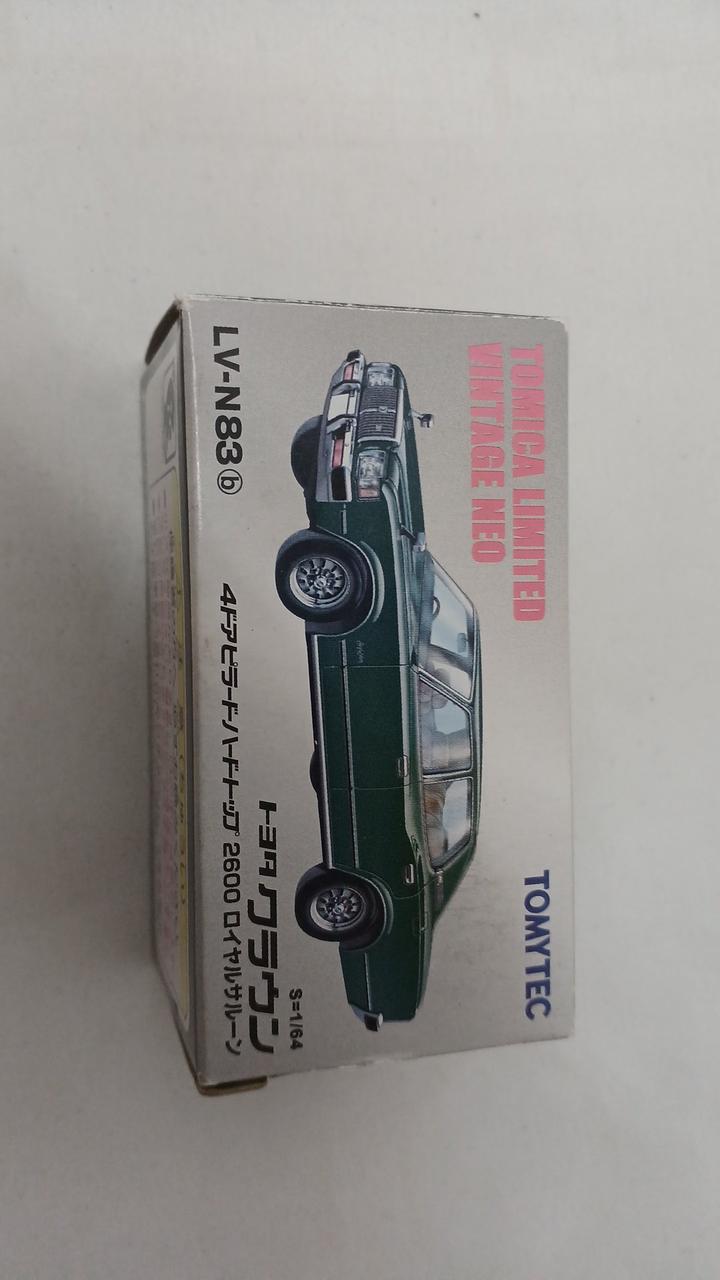 TOMICA LIMITED
VINTAGE NEO
TOMYTEC
S=1/64
トヨタ クラウン
LV-N83ⓑ
4ドアピラードハードトップ 2600 ロイヤルサルーン